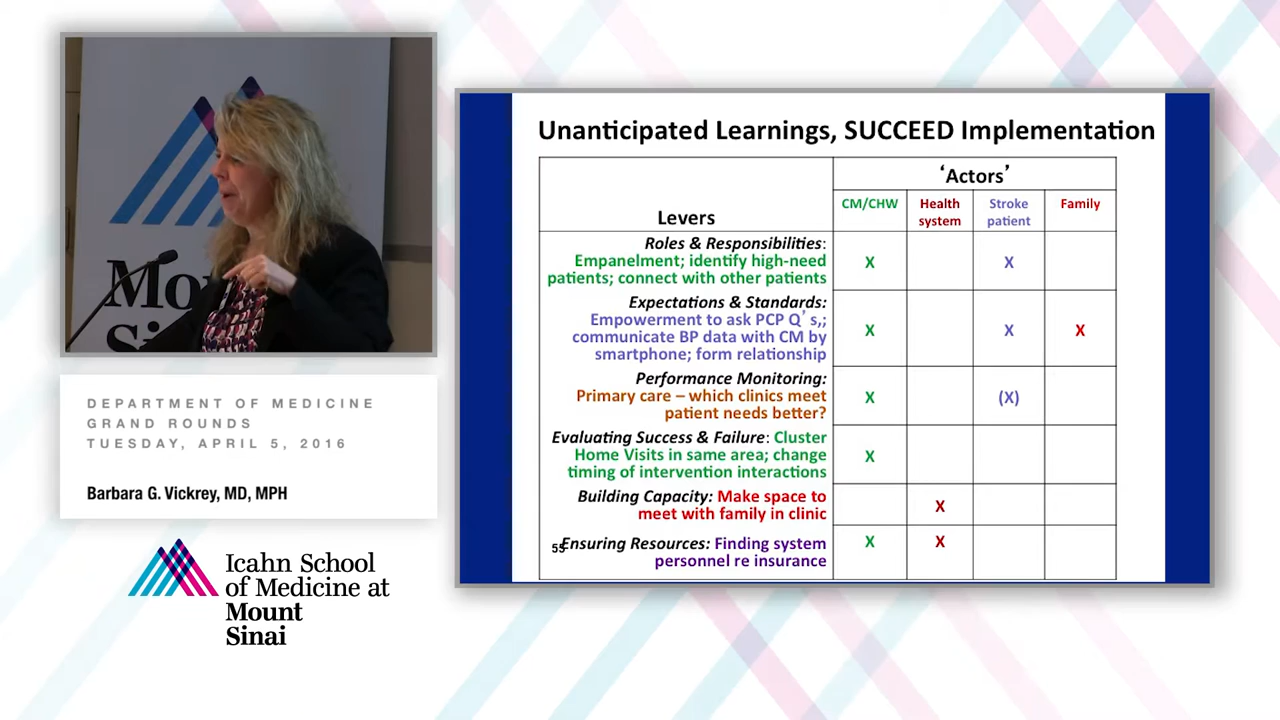 Mo
Si
DEPARTMENT OF MEDICINE
GRAND ROUNDS
TUESDAY, APRIL 5, 2016
Barbara G. Vickrey, MD, MPH
Icahn School
of Medicine at
Mount
Sinai
Unanticipated Learnings, SUCCEED Implementation
Levers
'Actors'
CM/CHW
Health
system
Stroke
patient
Family
Roles & Responsibilities:
Empanelment; identify high-need
patients; connect with other patients
X
X
Expectations & Standards:
Empowerment to ask PCP Q's,;
communicate BP data with CM by
smartphone; form relationship
X
X
X
Performance Monitoring:
Primary care – which clinics meet
patient needs better?
X
(X)
Evaluating Success & Failure: Cluster
Home Visits in same area; change
timing of intervention interactions
X
Building Capacity: Make space to
meet with family in clinic
X
55
Ensuring Resources: Finding system
personnel re insurance
X
X